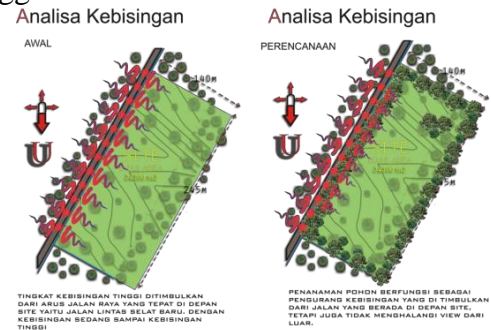 Analisa Kebisingan
AWAL
140m
U
245m
TINGKAT KEBISINGAN TINGGI DITIMBULKAN
DARI ARUS JALAN RAYA YANG TEPAT DI DEPAN
SITE YAITU JALAN LINTAS SELAT BARU. DENGAN
KEBISINGAN SEDANG SAMPAI KEBISINGAN
TINGGI
Analisa Kebisingan
PERENCANAAN
140m
U
PENANAMAN POHON BERFUNGSI SEBAGAI
PENGURANG KEBISINGAN YANG DI TIMBULKAN
DARI JALAN YANG BERADA DI DEPAN SITE,
TETAPI JUGA TIDAK MENGHALANGI VIEW DARI
LUAR.